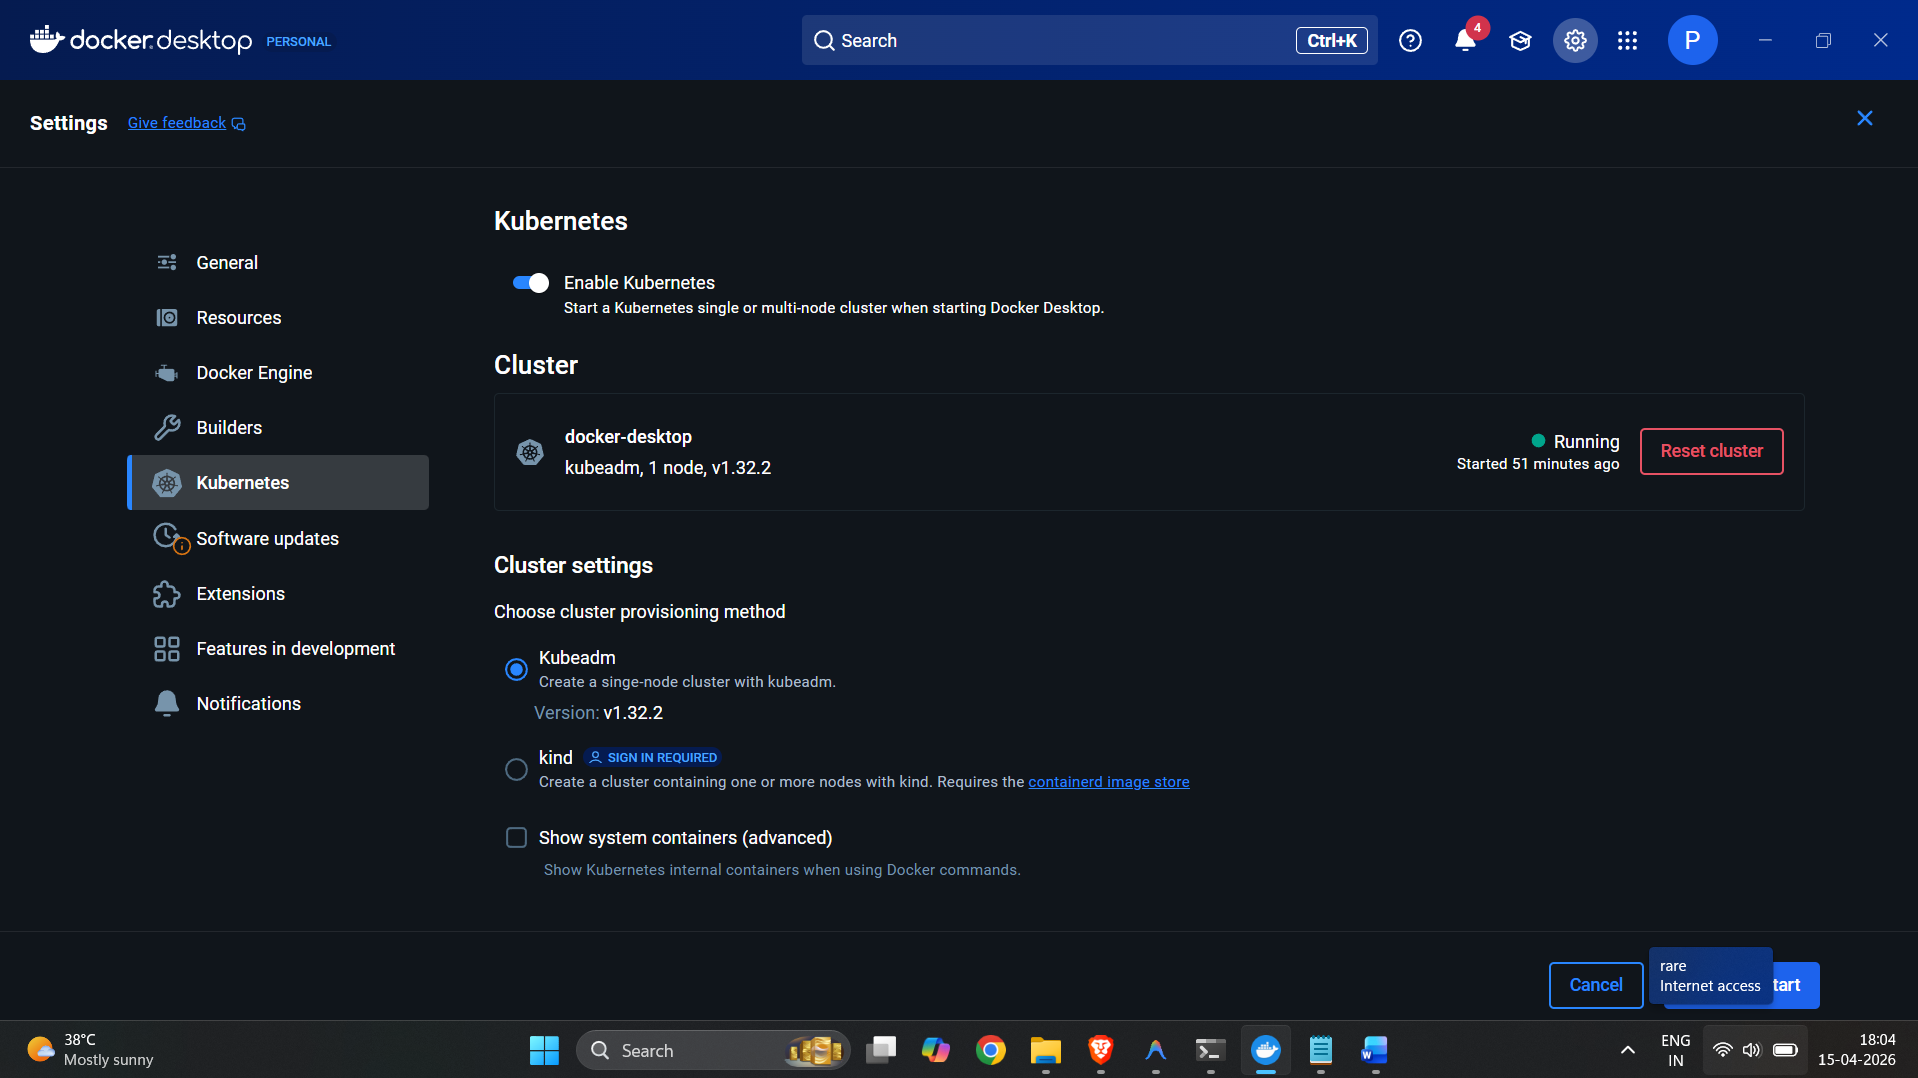 docker.desktop PERSONAL
Search
Ctrl+K
4
P
Settings
Give feedback
Kubernetes
Enable Kubernetes
Start a Kubernetes single or multi-node cluster when starting Docker Desktop.
General
Resources
Docker Engine
Builders
Kubernetes
Software updates
Extensions
Features in development
Notifications
Cluster
docker-desktop
kubeadm, 1 node, v1.32.2
Running
Started 51 minutes ago
Reset cluster
Cluster settings
Choose cluster provisioning method
Kubeadm
Create a singe-node cluster with kubeadm.
Version: v1.32.2
kind SIGN IN REQUIRED
Create a cluster containing one or more nodes with kind. Requires the containerd image store
Show system containers (advanced)
Show Kubernetes internal containers when using Docker commands.
Cancel
rare
Internet access
tart
38°C
Mostly sunny
Search
ENG
IN
18:04
15-04-2026